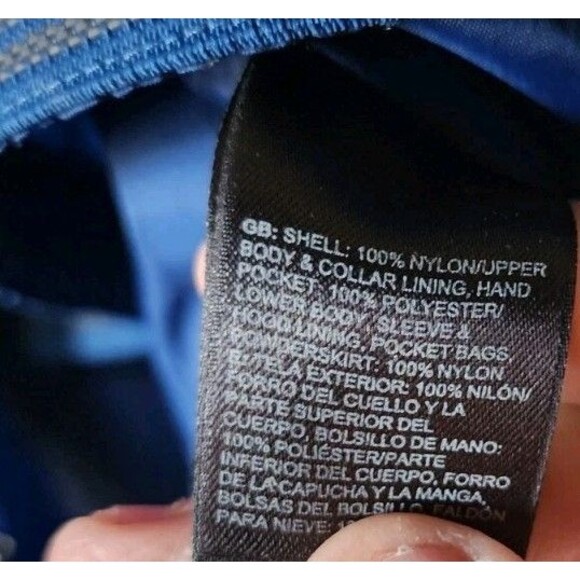 GB: SHELL: 100% NYLON/UPPER
BODY & COLLAR LINING, HAND
POCKET: 100% POLYESTER/
LOWER BODY, SLEEVE &
HOOD LINING, POCKET BAGS,
POWDERSKIRT: 100% NYLON
E: TELA EXTERIOR: 100% NILÓN/
FORRO DEL CUELLO Y LA
PARTE SUPERIOR DEL
CUERPO, BOLSILLO DE MANO:
100% POLIÉSTER/PARTE
INFERIOR DEL CUERPO, FORRO
DE LA CAPUCHA Y LA MANGA,
BOLSAS DEL BOLSILLO, FALDÓN
PARA NIEVE: